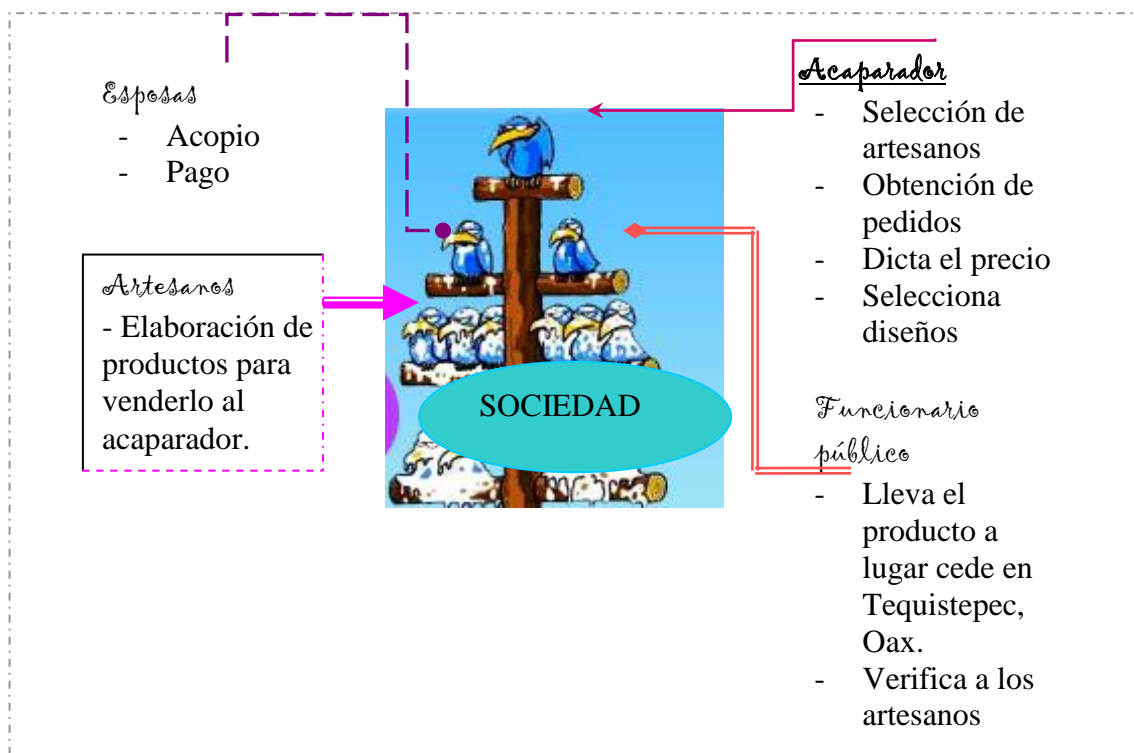 Esposas
- Acopio
- Pago
Artesanos
- Elaboración de
productos para
venderlo al
acaparador.
SOCIEDAD
Acaparador
- Selección de
artesanos
- Obtención de
pedidos
- Dicta el precio
- Selecciona
diseños
Funcionario
público
- Lleva el
producto a
lugar cede en
Tequistepec,
Oax.
- Verifica a los
artesanos